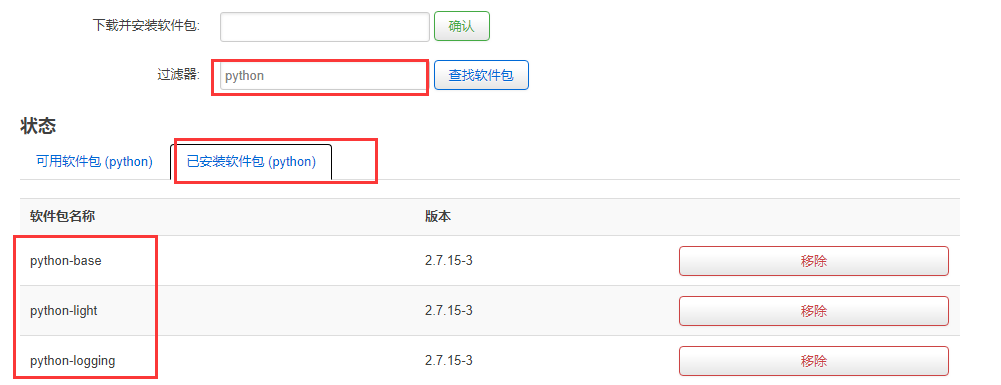 下载并安装软件包: 确认
过滤器: python 查找软件包
状态
可用软件包 (python) 已安装软件包 (python)
软件包名称 版本
python-base 2.7.15-3 移除
python-light 2.7.15-3 移除
python-logging 2.7.15-3 移除